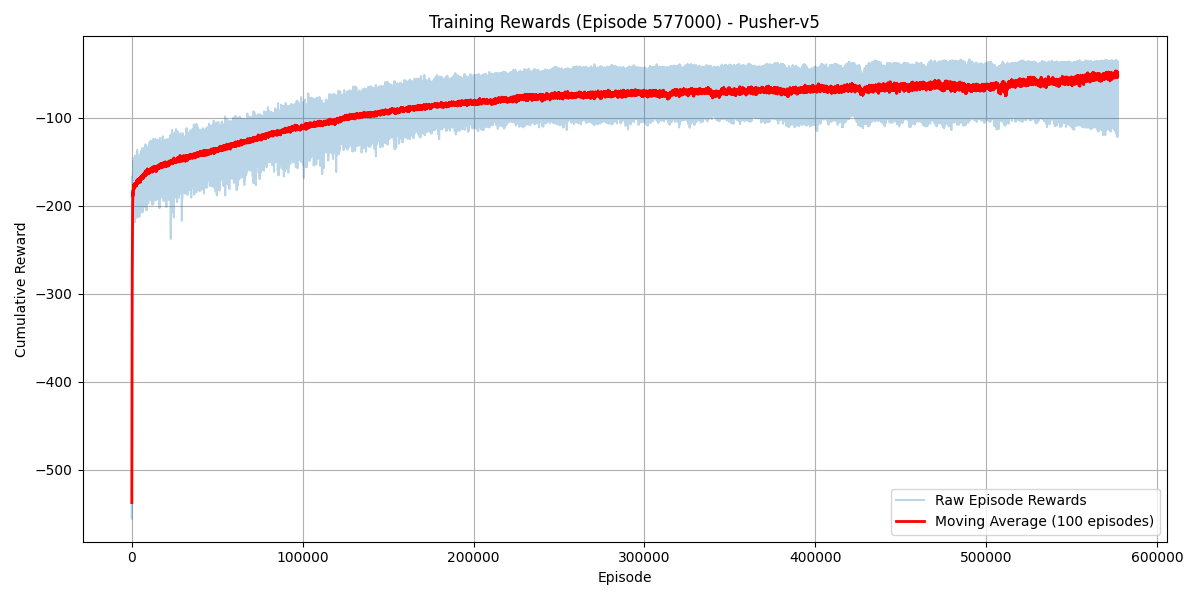 Training Rewards (Episode 577000) - Pusher-v5
Cumulative Reward
−100
−200
−300
−400
−500
0
100000
200000
300000
400000
500000
600000
Episode
Raw Episode Rewards
Moving Average (100 episodes)